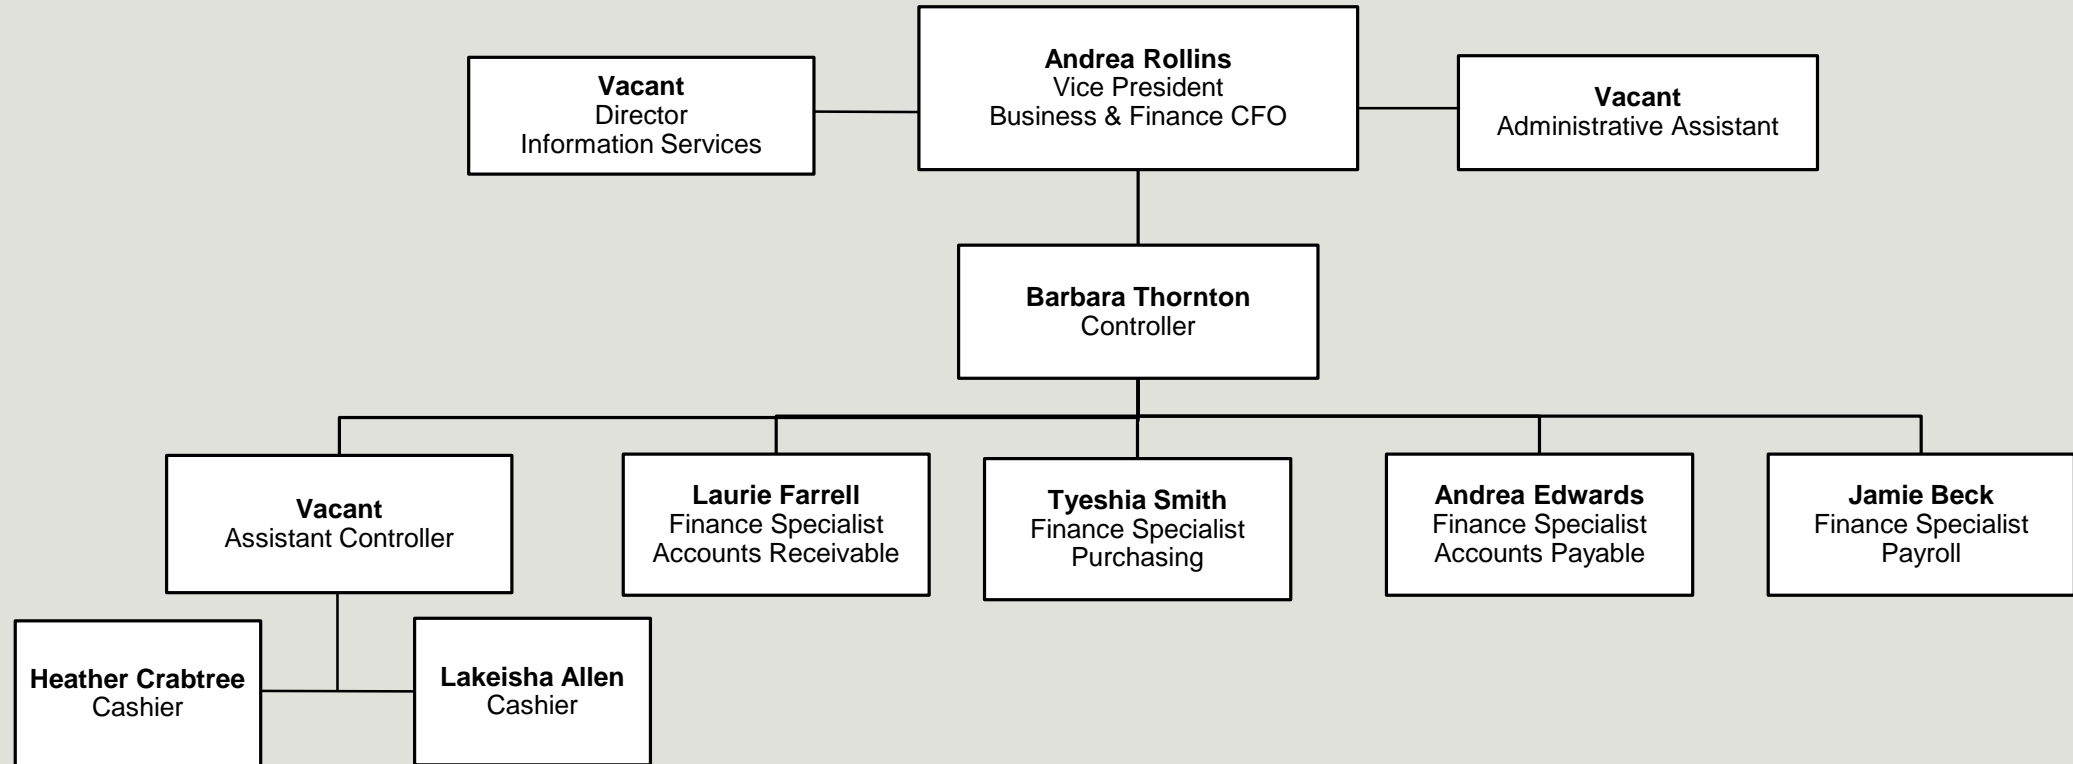 Andrea Rollins
Vice President
Business & Finance CFO
Vacant
Director
Information Services
Vacant
Administrative Assistant
Barbara Thornton
Controller
Vacant
Assistant Controller
Laurie Farrell
Finance Specialist
Accounts Receivable
Tyeshia Smith
Finance Specialist
Purchasing
Andrea Edwards
Finance Specialist
Accounts Payable
Jamie Beck
Finance Specialist
Payroll
Heather Crabtree
Cashier
Lakeisha Allen
Cashier